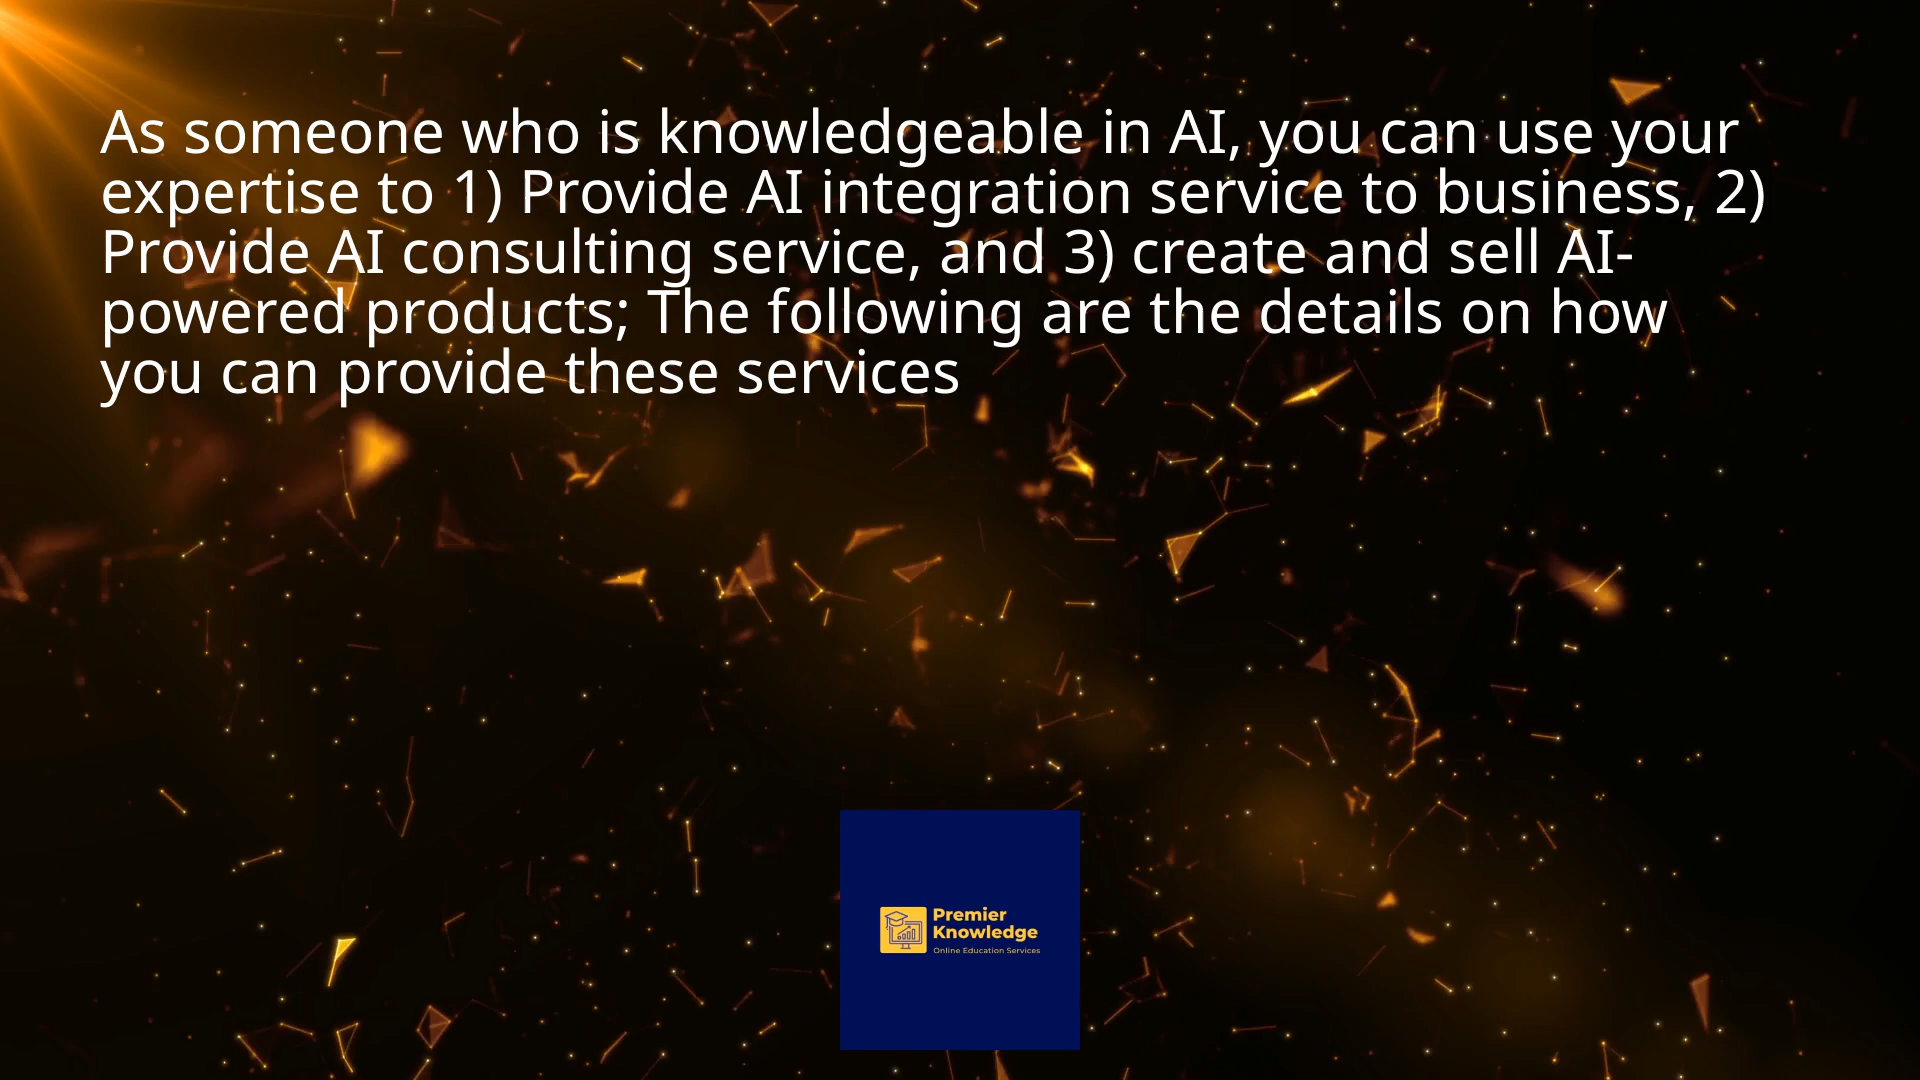 As someone who is knowledgeable in AI, you can use your
expertise to 1) Provide AI integration service to business, 2)
Provide AI consulting service, and 3) create and sell AI-
powered products; The following are the details on how
you can provide these services
Premier
Knowledge
Online Education Services